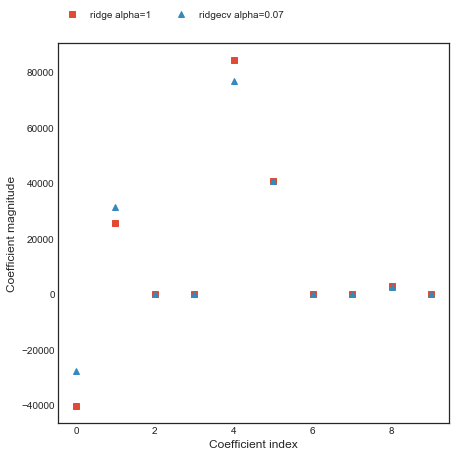 ridge alpha=1 ridgecv alpha=0.07
80000
60000
40000
20000
0
−20000
−40000
Coefficient magnitude
0 2 4 6 8
Coefficient index